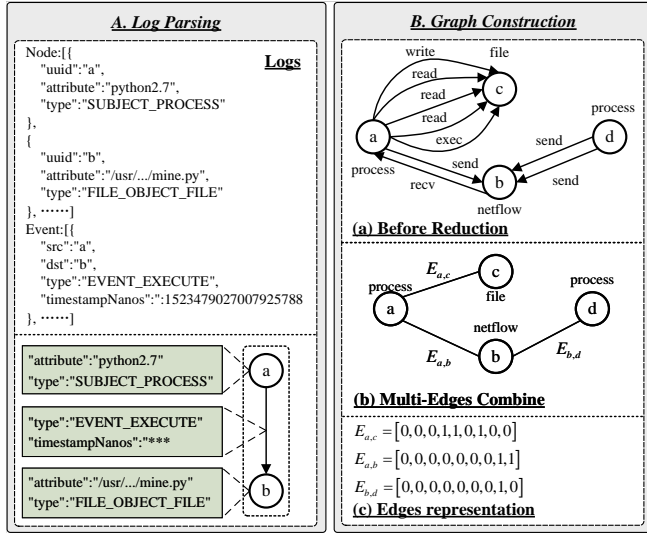 A. Log Parsing
Logs
Node:[{
"uuid":"a",
"attribute":"python2.7",
"type":"SUBJECT_PROCESS"
},
{
"uuid":"b",
"attribute":"/usr/.../mine.py",
"type":"FILE_OBJECT_FILE"
}, ……]
Event:[{
"src":"a",
"dst":"b",
"type":"EVENT_EXECUTE",
"timestampNanos":":1523479027007925788
}, ……]
"attribute":"python2.7"
"type":"SUBJECT_PROCESS"
a
"type":"EVENT_EXECUTE"
"timestampNanos":"***
"attribute":"/usr/.../mine.py"
"type":"FILE_OBJECT_FILE"
b
B. Graph Construction
write
file
read
c
read
process
read
a
d
exec
send
process
send
recv
b
send
netflow
(a) Before Reduction
E_{a,c}
c
process
process
file
a
d
netflow
b
E_{a,b}
E_{b,d}
(b) Multi-Edges Combine
E_{a,c} = [0,0,0,1,1,0,1,0,0]
E_{a,b} = [0,0,0,0,0,0,0,1,1]
E_{b,d} = [0,0,0,0,0,0,0,1,0]
(c) Edges representation